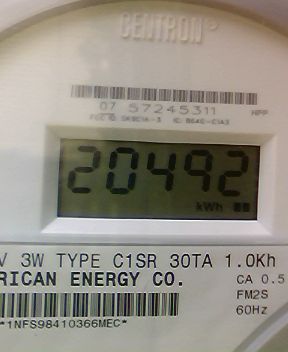 CENTRON®
07 57245311 HPP
20492
kWh
V 3W TYPE C1SR 30TA 1.0Kh
RICAN ENERGY CO. CA 0.5
FM2S
60Hz
*1NFS98410366MEC*